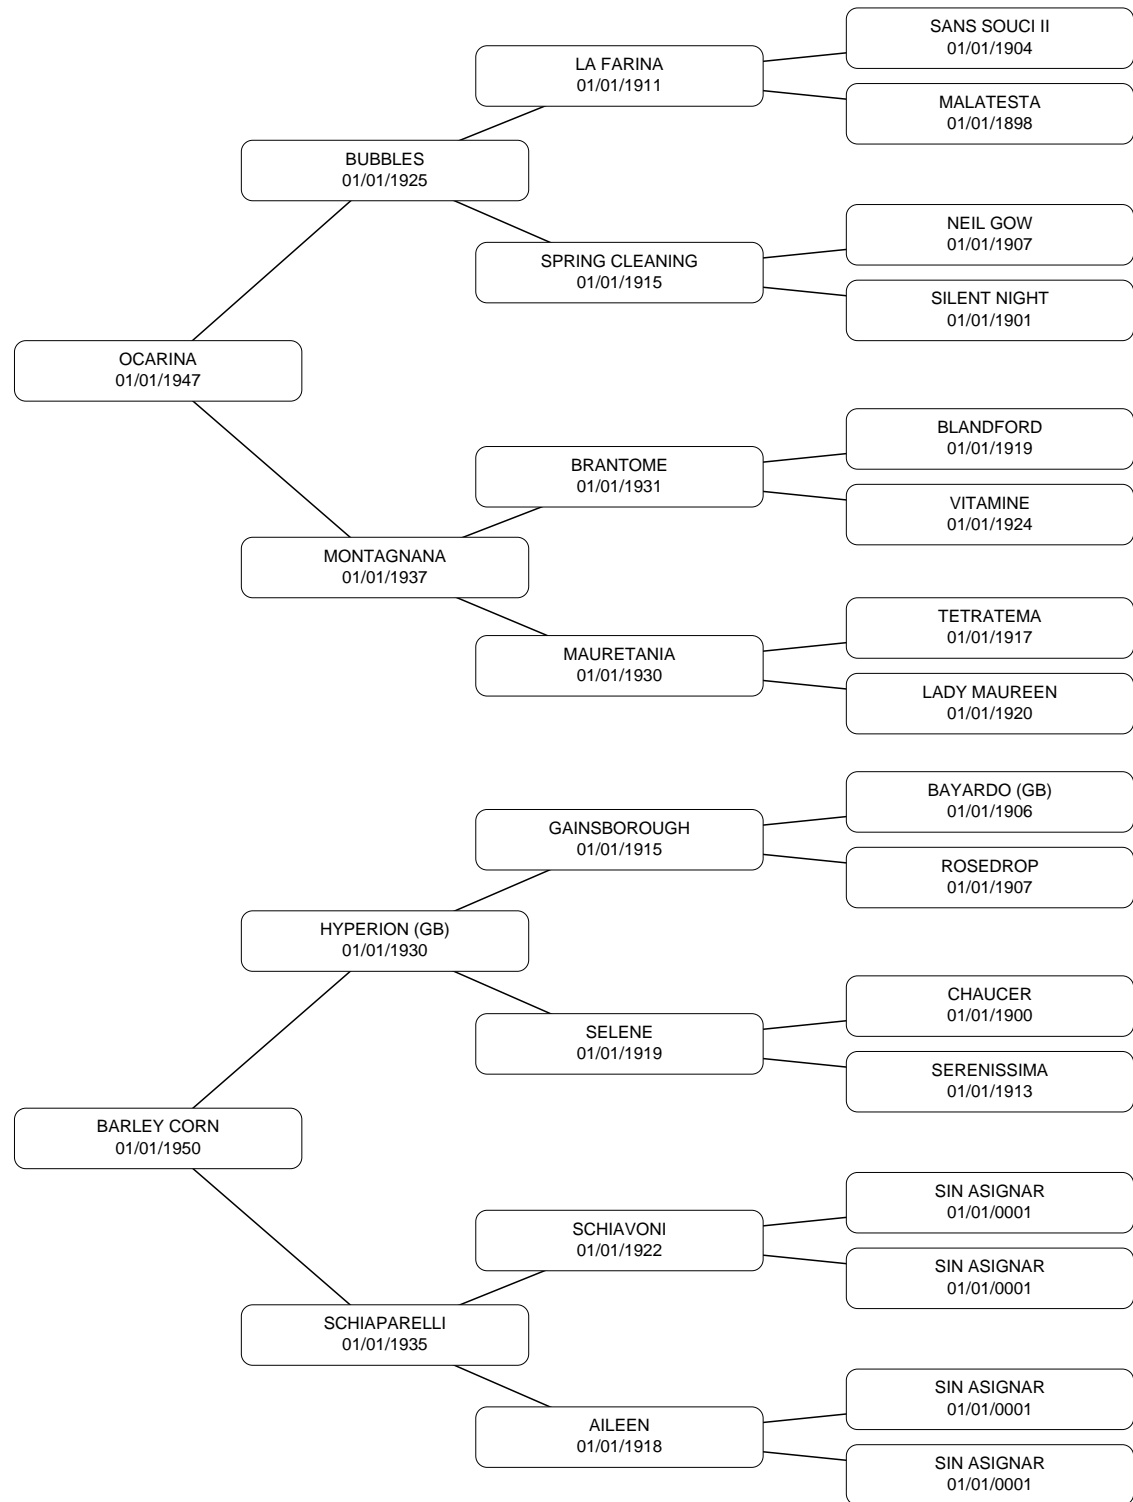 SANS SOUCI II
01/01/1904
LA FARINA
01/01/1911
MALATESTA
01/01/1898
BUBBLES
01/01/1925
NEIL GOW
01/01/1907
SPRING CLEANING
01/01/1915
SILENT NIGHT
01/01/1901
OCARINA
01/01/1947
BLANDFORD
01/01/1919
BRANTOME
01/01/1931
VITAMINE
01/01/1924
MONTAGNANA
01/01/1937
TETRATEMA
01/01/1917
MAURETANIA
01/01/1930
LADY MAUREEN
01/01/1920
BAYARDO (GB)
01/01/1906
GAINSBOROUGH
01/01/1915
ROSEDROP
01/01/1907
HYPERION (GB)
01/01/1930
CHAUCER
01/01/1900
SELENE
01/01/1919
SERENISSIMA
01/01/1913
BARLEY CORN
01/01/1950
SIN ASIGNAR
01/01/0001
SCHIAVONI
01/01/1922
SIN ASIGNAR
01/01/0001
SCHIAPARELLI
01/01/1935
SIN ASIGNAR
01/01/0001
AILEEN
01/01/1918
SIN ASIGNAR
01/01/0001